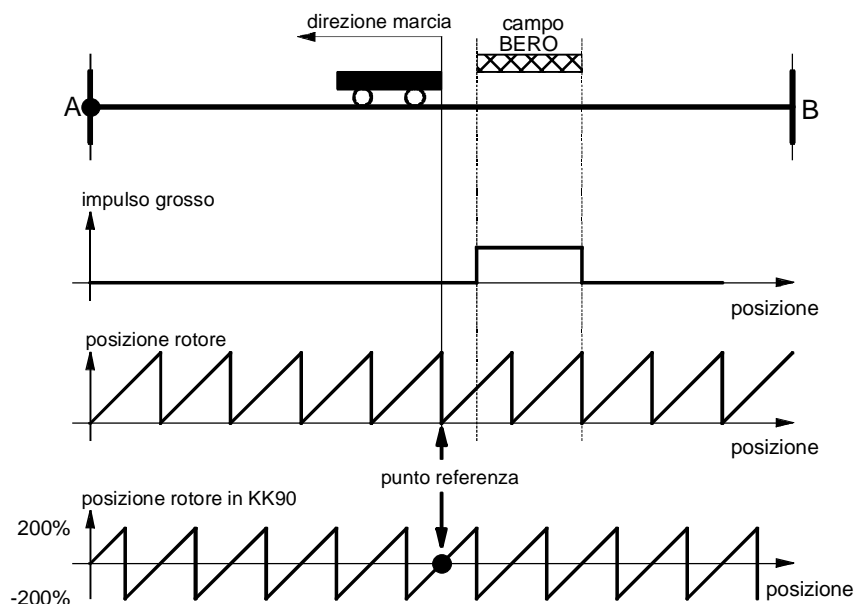 direzione marcia
campo
BERO
A
B
impulso grosso
posizione
posizione rotore
posizione
punto referenza
posizione rotore in KK90
200%
-200%
posizione